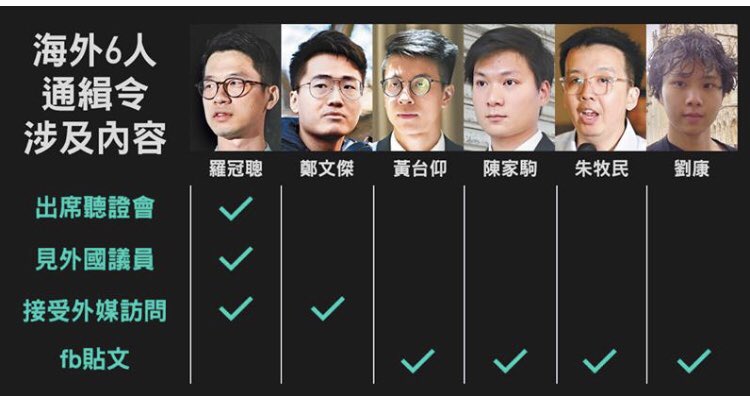 海外6人
通緝令
涉及內容
羅冠聰 鄭文傑 黃台仰 陳家駒 朱牧民 劉康
出席聽證會
見外國議員
接受外媒訪問
fb貼文